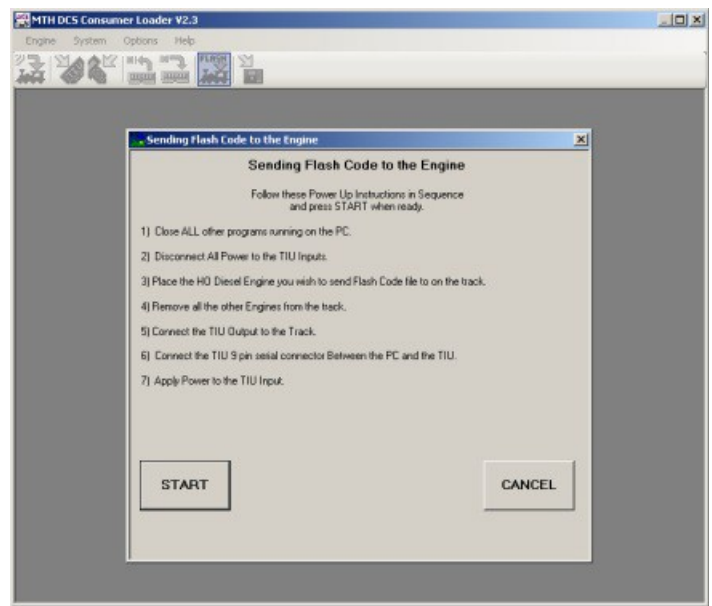 MTH DCS Consumer Loader V2.3
Engine System Options Help
FLASH
Sending Flash Code to the Engine
Sending Flash Code to the Engine
Follow these Power Up Instructions in Sequence
and press START when ready.
1) Close ALL other programs running on the PC.
2) Disconnect All Power to the TIU Inputs.
3) Place the HO Diesel Engine you wish to send Flash Code file to on the track.
4) Remove all the other Engines from the track.
5) Connect the TIU Output to the Track.
6) Connect the TIU 9 pin serial connector Between the PC and the TIU.
7) Apply Power to the TIU Input.
START CANCEL